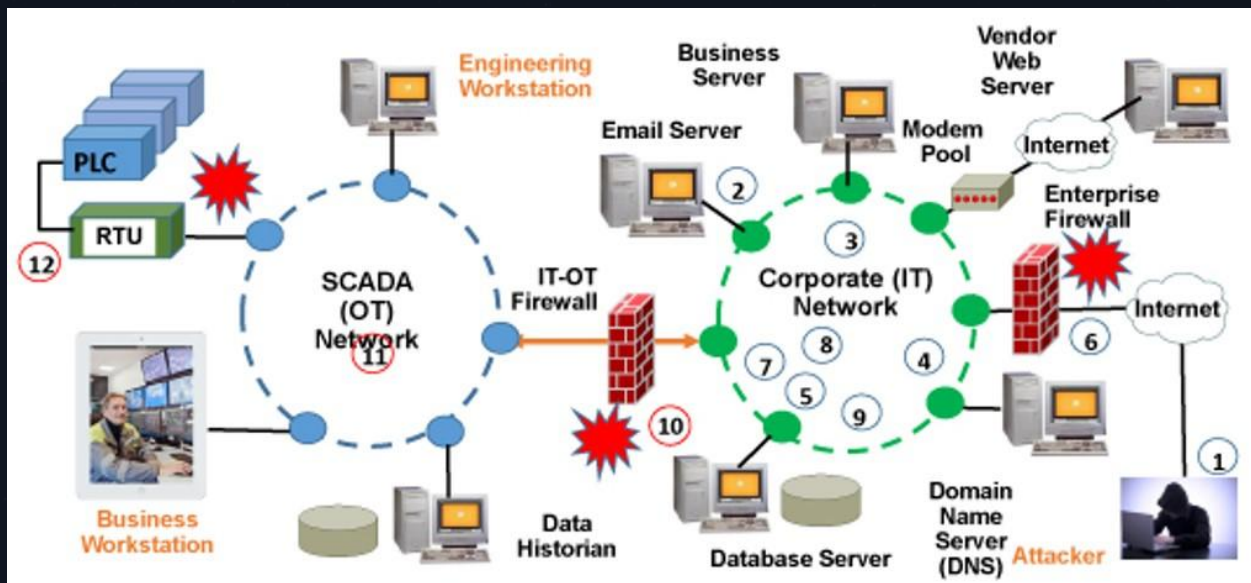 Engineering
Workstation
Business
Server
Vendor
Web
Server
Email Server
Modem
Pool
Internet
Enterprise
Firewall
PLC
RTU
12
2
3
SCADA
(OT)
Network
11
IT-OT
Firewall
Corporate (IT)
Network
Internet
6
7
8
4
5
9
10
1
Business
Workstation
Data
Historian
Database Server
Domain
Name
Server
(DNS)
Attacker